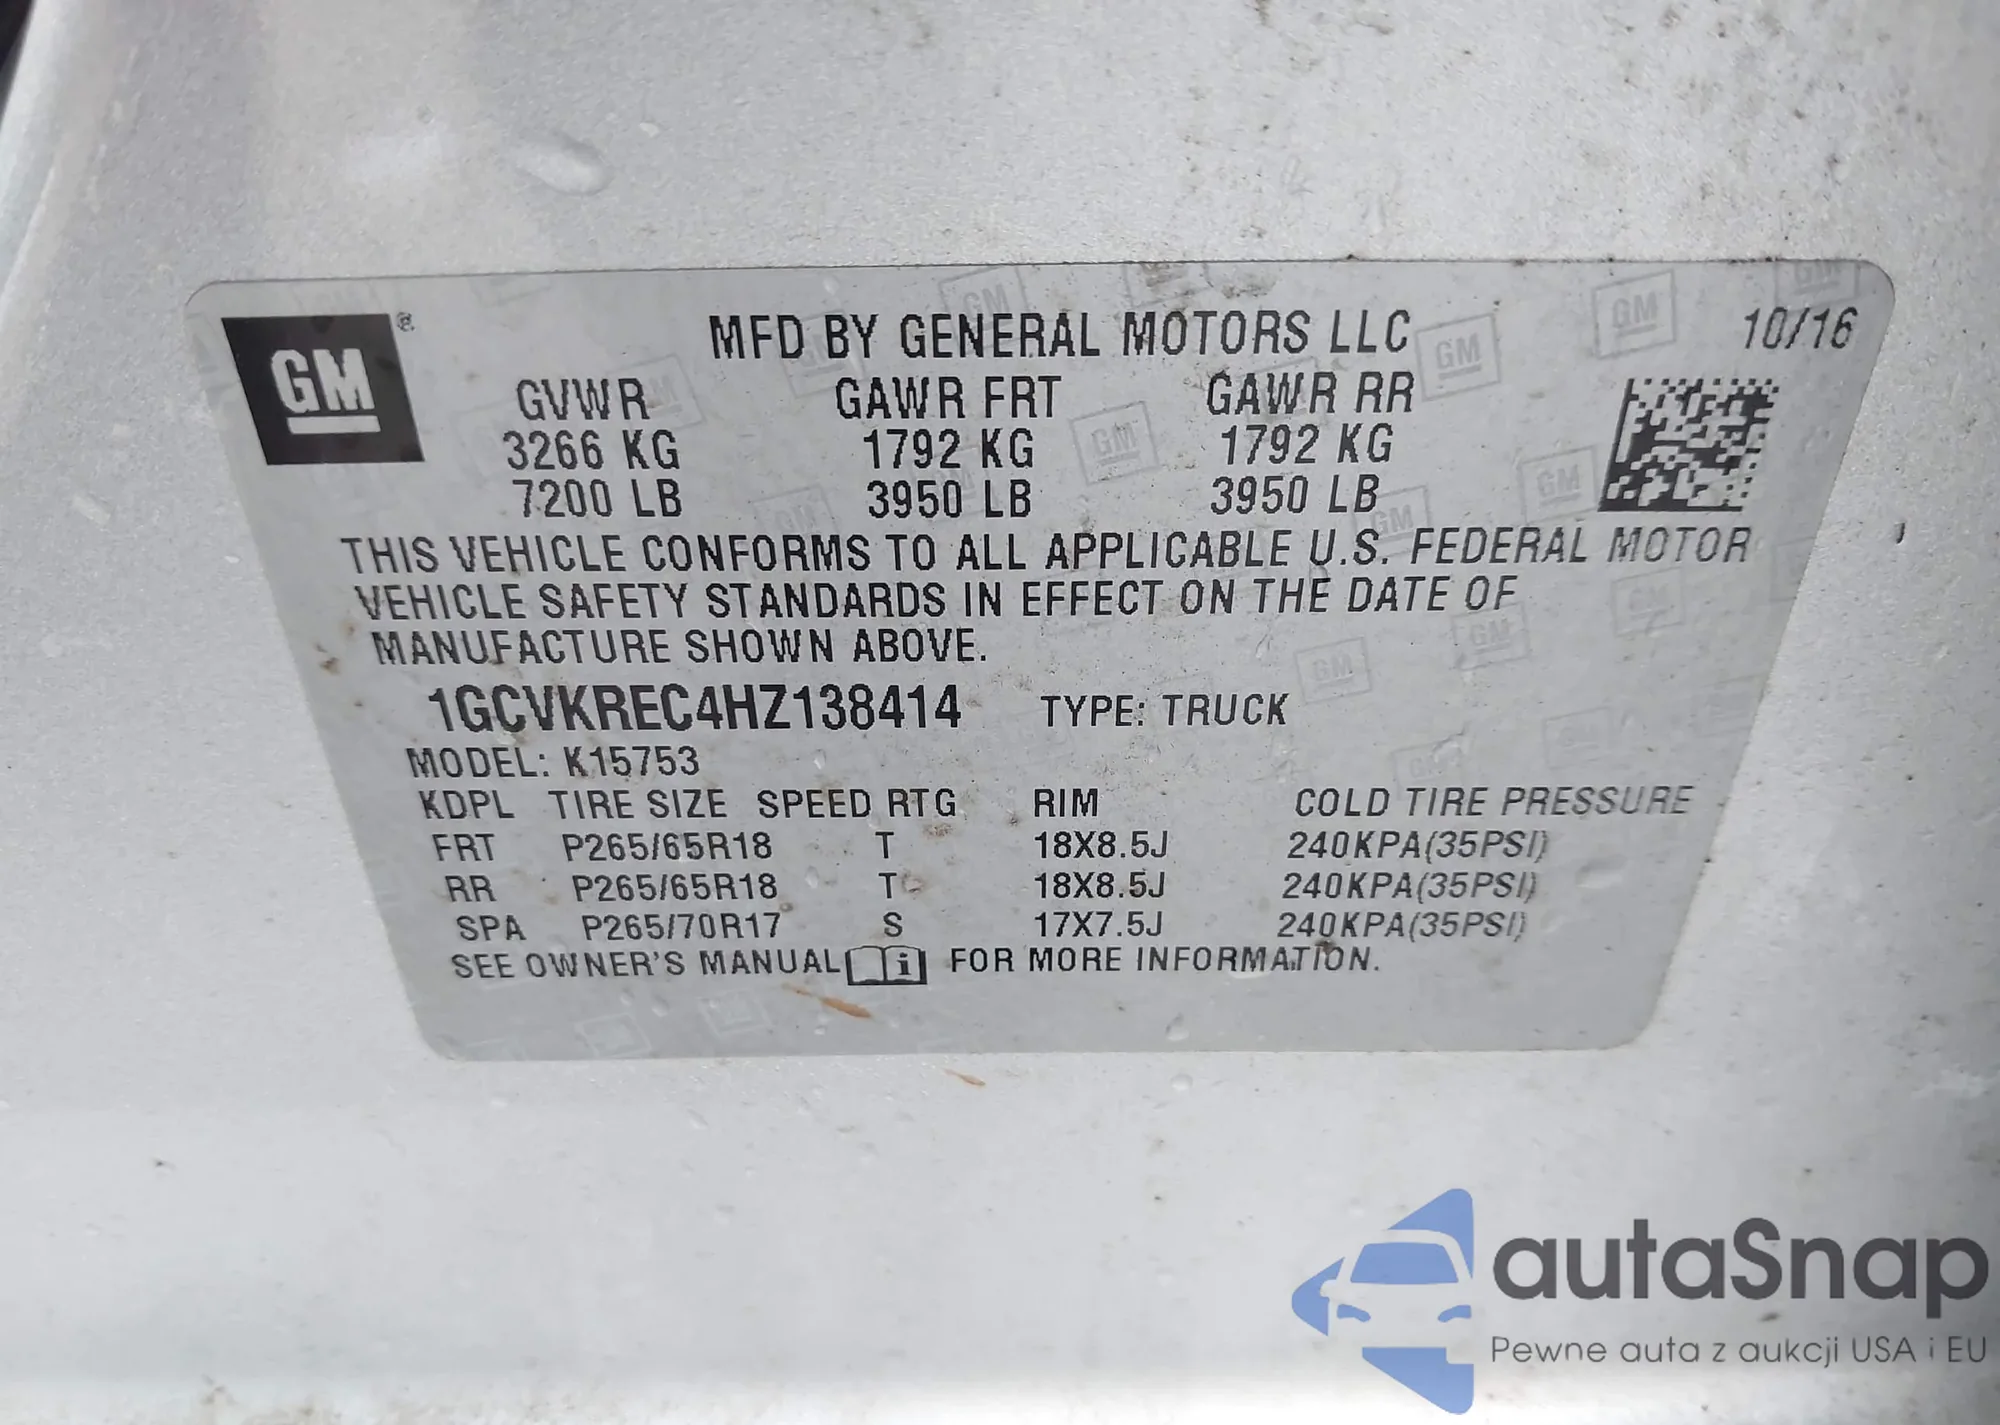 GM ® MFD BY GENERAL MOTORS LLC 10/16
GVWR GAWR FRT GAWR RR
3266 KG 1792 KG 1792 KG
7200 LB 3950 LB 3950 LB
THIS VEHICLE CONFORMS TO ALL APPLICABLE U.S. FEDERAL MOTOR
VEHICLE SAFETY STANDARDS IN EFFECT ON THE DATE OF
MANUFACTURE SHOWN ABOVE.
1GCVKREC4HZ138414 TYPE: TRUCK
MODEL: K15753
KDPL TIRE SIZE SPEED RTG RIM COLD TIRE PRESSURE
FRT P265/65R18 T 18X8.5J 240KPA(35PSI)
RR P265/65R18 T 18X8.5J 240KPA(35PSI)
SPA P265/70R17 S 17X7.5J 240KPA(35PSI)
SEE OWNER'S MANUAL i FOR MORE INFORMATION.
autaSnap
Pewne auta z aukcji USA i EU